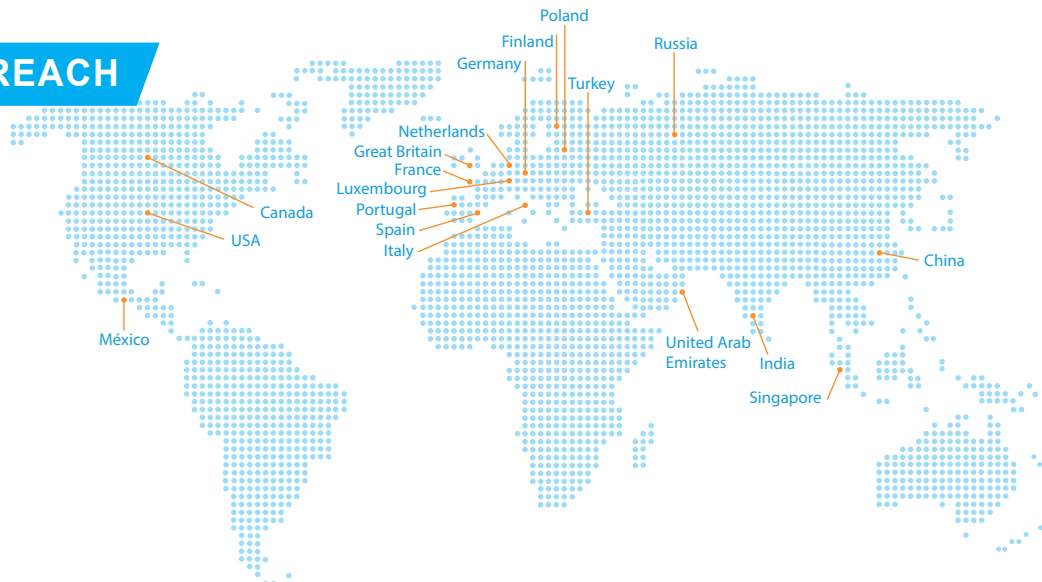 REACH
Poland
Finland
Russia
Germany
Turkey
Netherlands
Great Britain
France
Luxembourg
Portugal
Spain
Italy
Canada
USA
China
México
United Arab
Emirates
India
Singapore